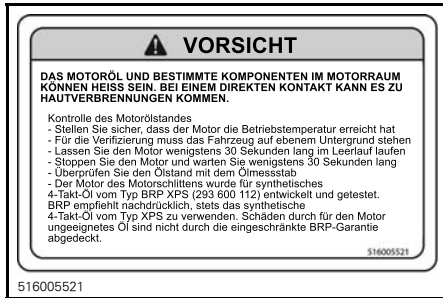 VORSICHT
DAS MOTORÖL UND BESTIMMTE KOMPONENTEN IM MOTORRAUM
KÖNNEN HEISS SEIN. BEI EINEM DIREKTEN KONTAKT KANN ES ZU
HAUTVERBRENNUNGEN KOMMEN.
Kontrolle des Motorölstandes
- Stellen Sie sicher, dass der Motor die Betriebstemperatur erreicht hat
- Für die Verifizierung muss das Fahrzeug auf ebenem Untergrund stehen
- Lassen Sie den Motor wenigstens 30 Sekunden lang im Leerlauf laufen
- Stoppen Sie den Motor und warten Sie wenigstens 30 Sekunden lang
- Überprüfen Sie den Ölstand mit dem Ölmessstab
- Der Motor des Motorschlittens wurde für synthetisches
4-Takt-Öl vom Typ BRP XPS (293 600 112) entwickelt und getestet.
BRP empfiehlt nachdrücklich, stets das synthetische
4-Takt-Öl vom Typ XPS zu verwenden. Schäden durch für den Motor
ungeeignetes Öl sind nicht durch die eingeschränkte BRP-Garantie
abgedeckt.
516005521
516005521